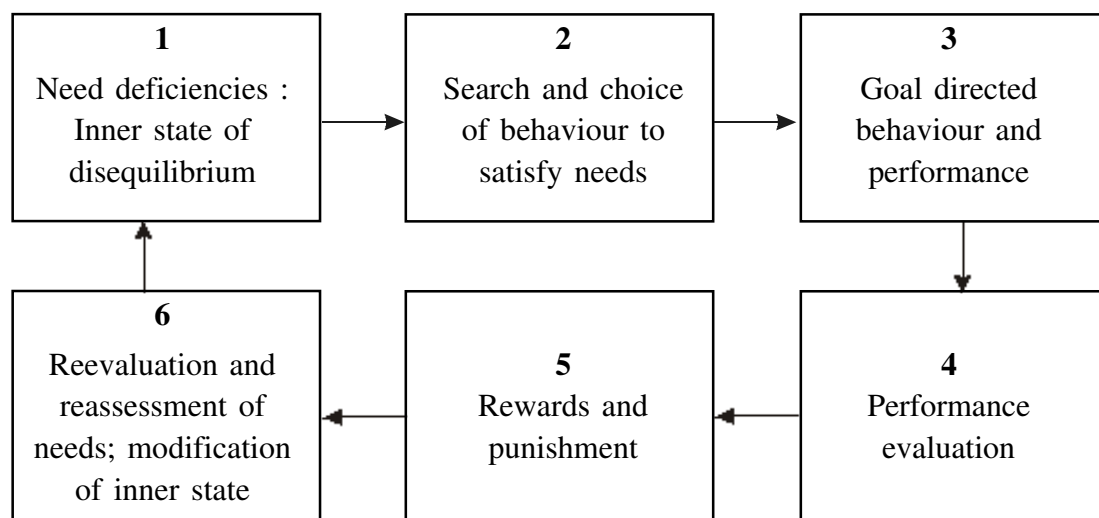 1
Need deficiencies :
Inner state of
disequilibrium
2
Search and choice
of behaviour to
satisfy needs
3
Goal directed
behaviour and
performance
4
Performance
evaluation
5
Rewards and
punishment
6
Reevaluation and
reassessment of
needs; modification
of inner state